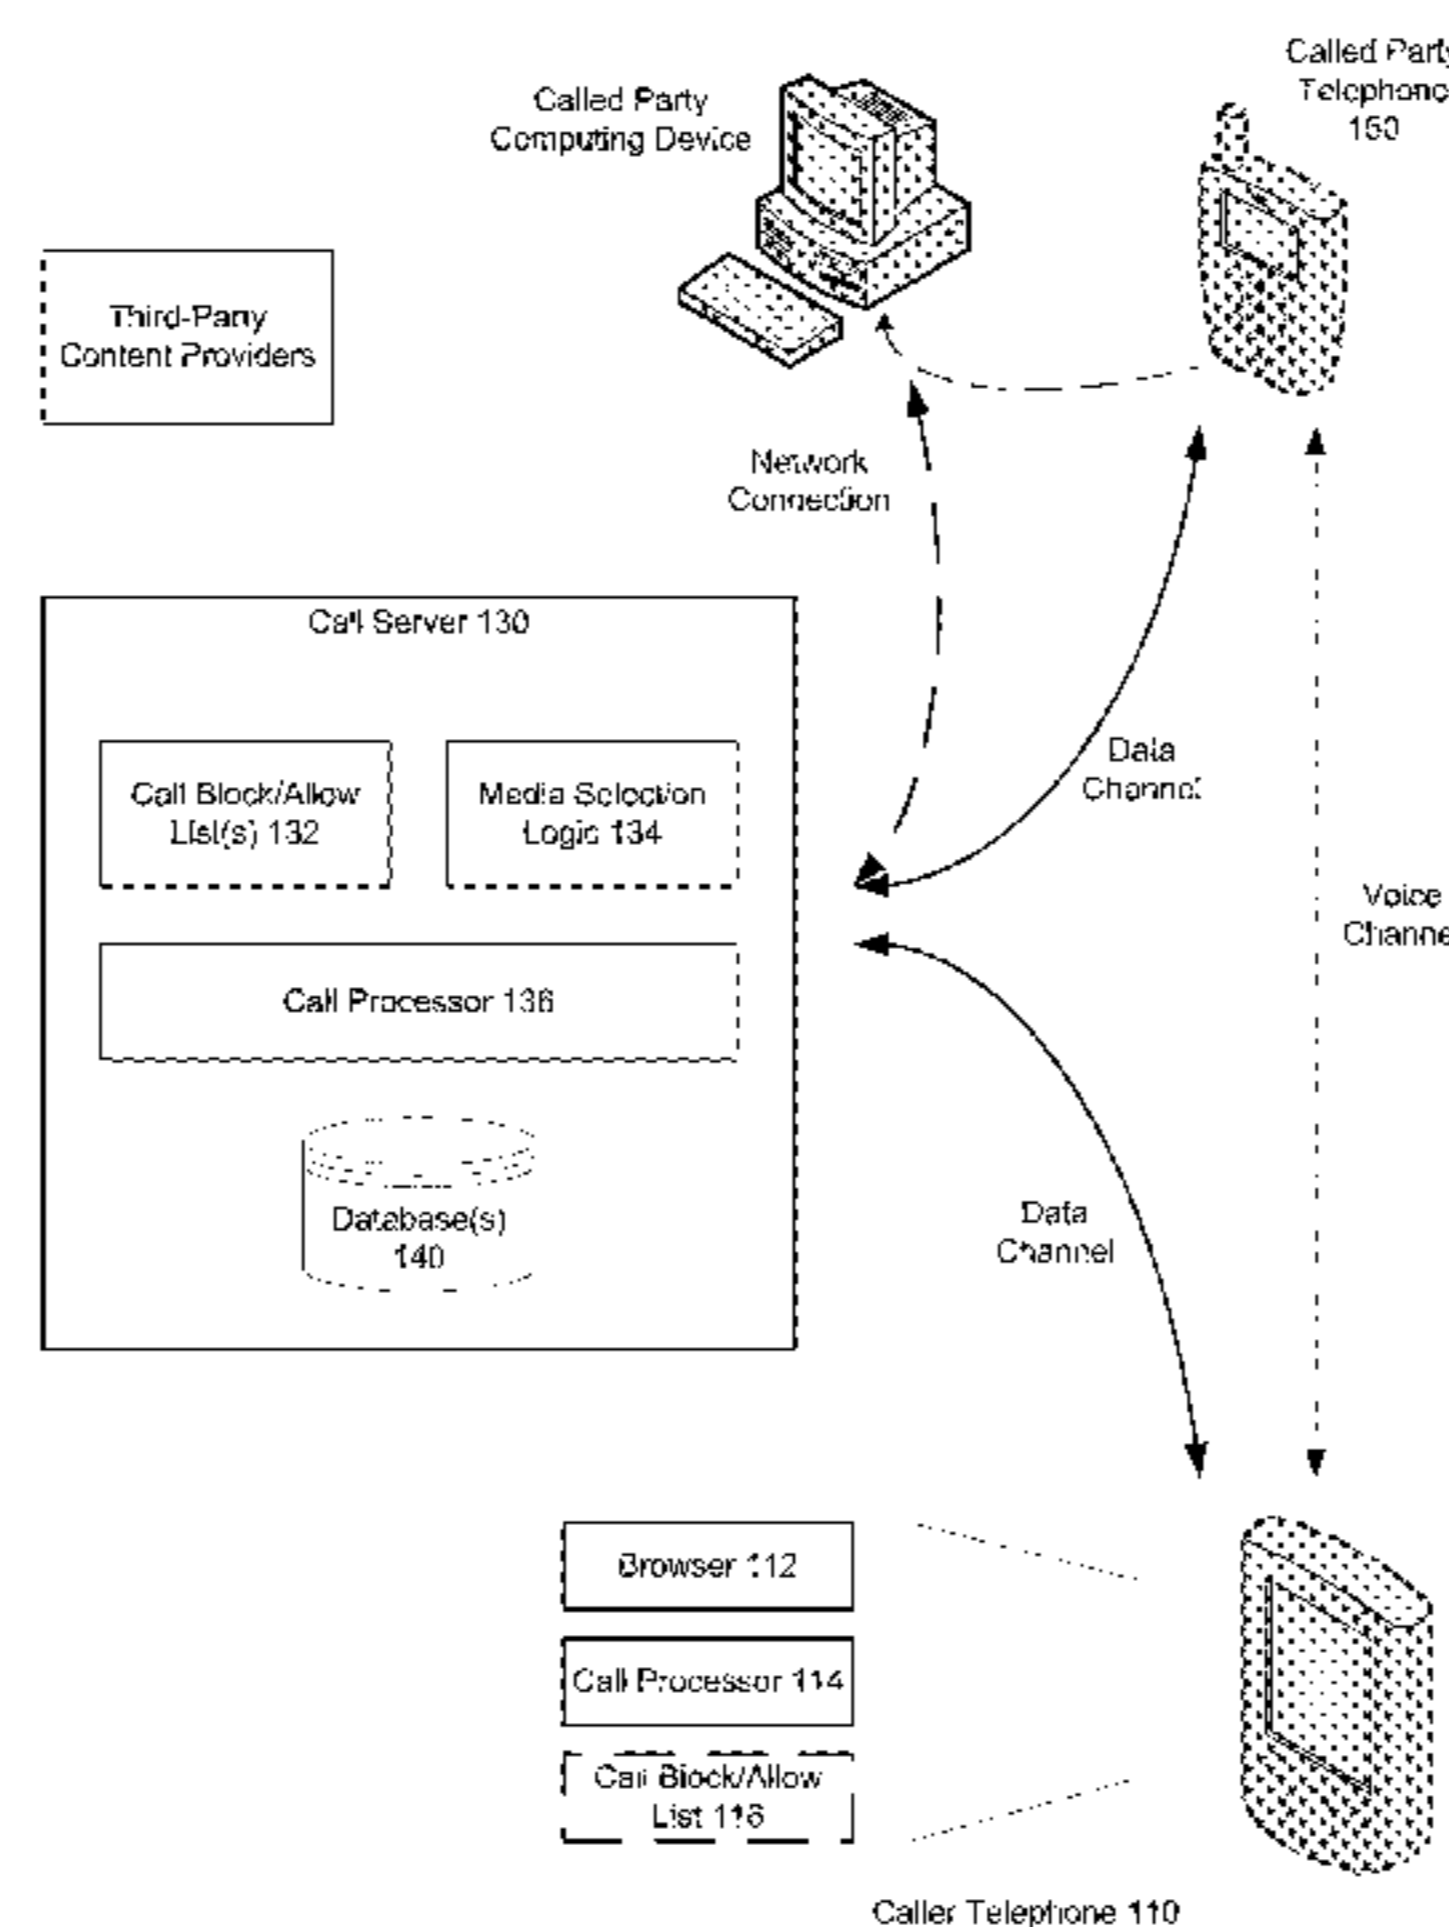 Called Party
Telephone
150
Called Party
Computing Device
Third-Party
Content Providers
Network
Connection
Call Server 130
Call Block/Allow
List(s) 132
Media Selection
Logic 134
Data
Channel
Voice
Channe
Call Processor 136
Database(s)
140
Data
Channel
Browser 112
Call Processor 114
Call Block/Allow
List 116
Caller Telephone 110